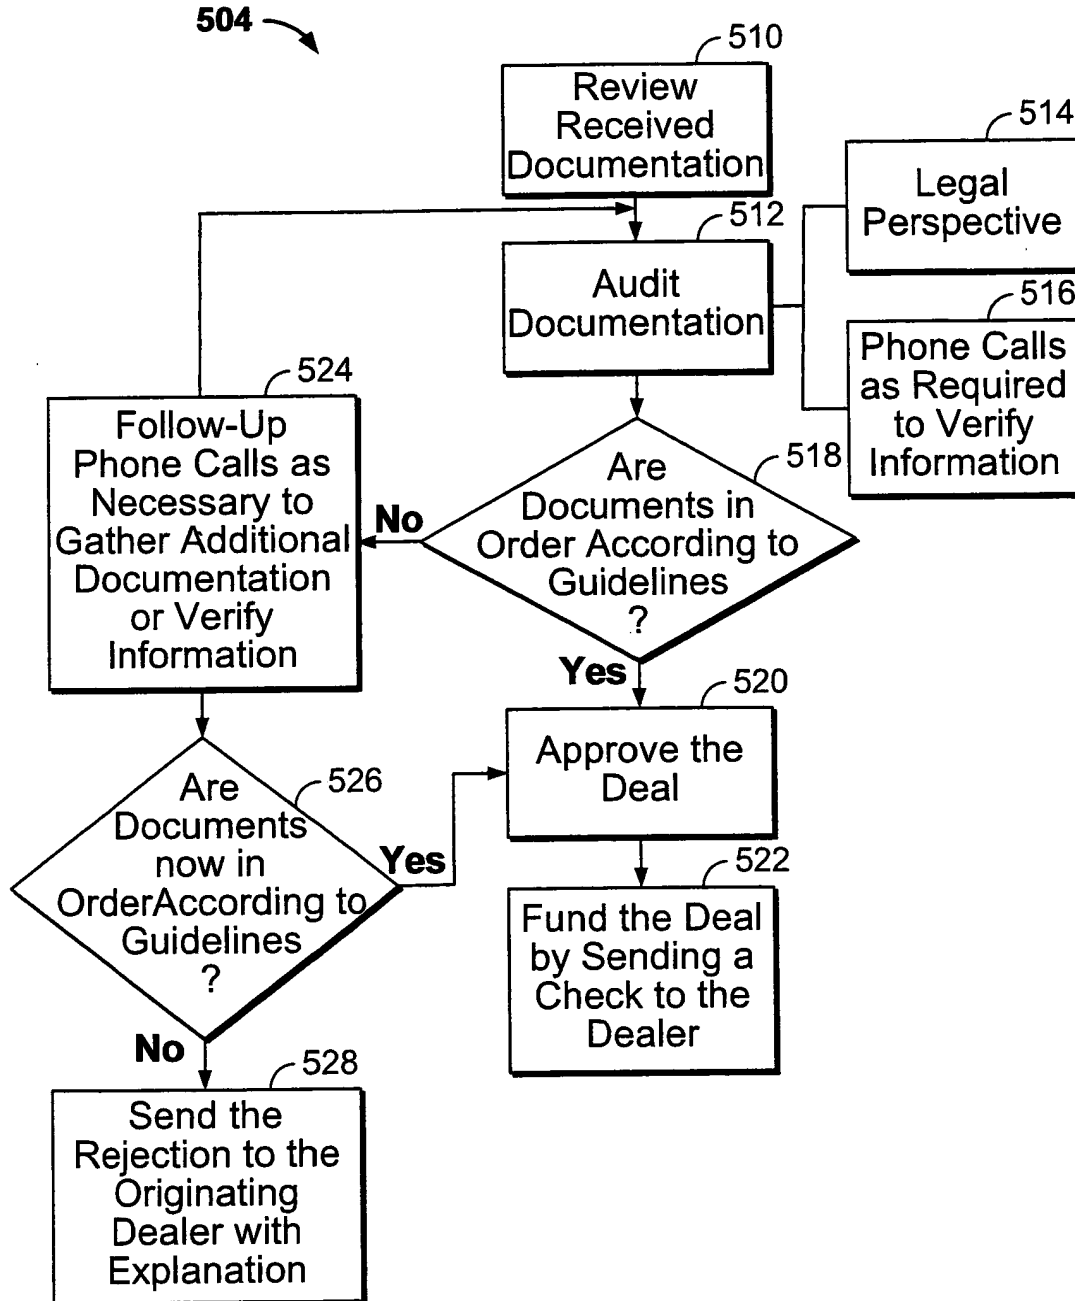 504
510
Review
Received
Documentation
514
Legal
Perspective
512
Audit
Documentation
516
Phone Calls
as Required
to Verify
Information
524
Follow-Up
Phone Calls as
Necessary to
Gather Additional
Documentation
or Verify
Information
518
Are
Documents in
Order According to
Guidelines
?
No
Yes
520
Approve the
Deal
526
Are
Documents
now in
OrderAccording to
Guidelines
?
Yes
522
Fund the Deal
by Sending a
Check to the
Dealer
No
528
Send the
Rejection to the
Originating
Dealer with
Explanation